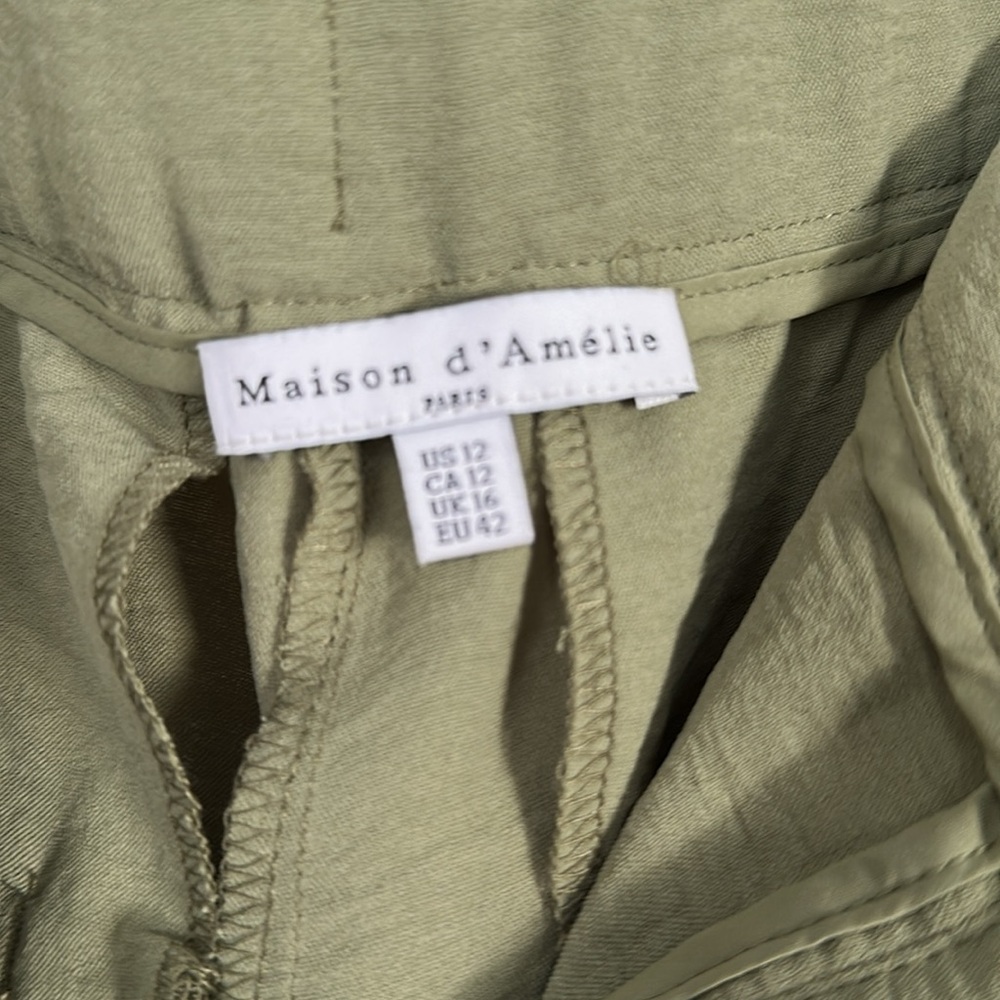 Maison d'Amélie
PARIS
US 12
CA 12
UK 16
EU 42